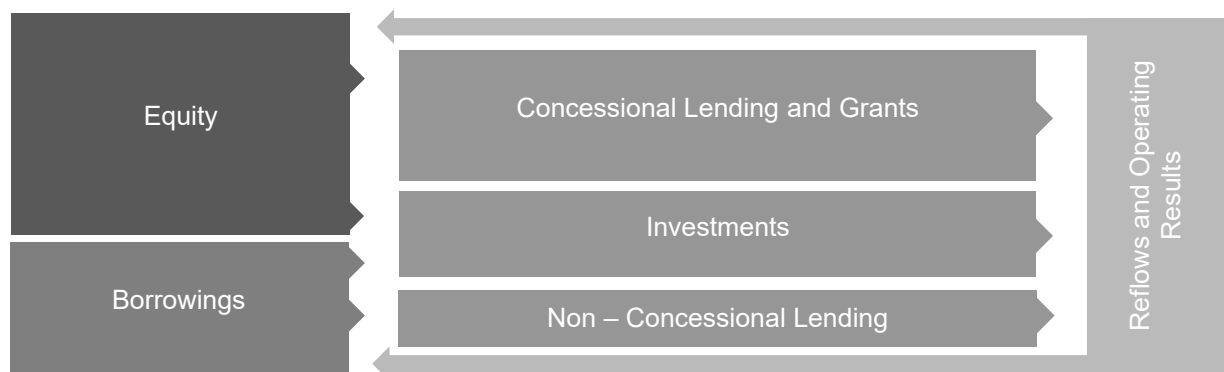 Equity
Borrowings
Concessional Lending and Grants
Investments
Non – Concessional Lending
Reflows and Operating
Results